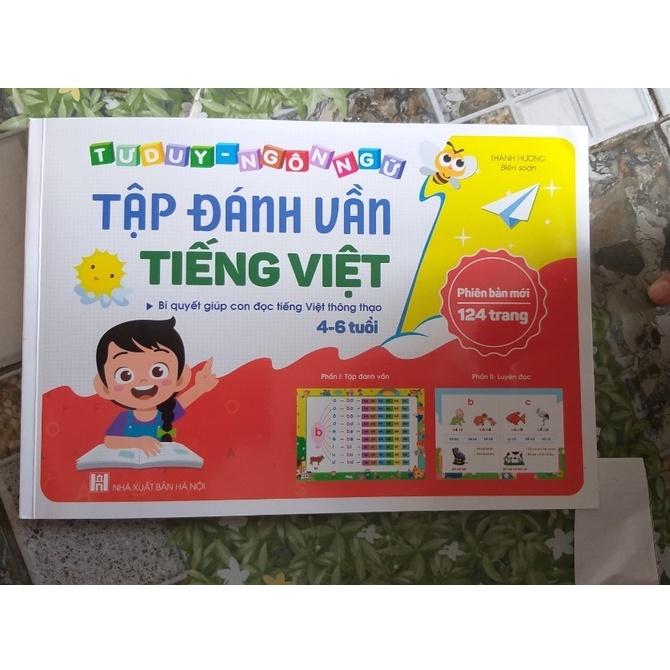 TƯ DUY - NGÔN NGỮ
THANH HƯƠNG
Biên soạn
TẬP ĐÁNH VẦN
TIẾNG VIỆT
Bí quyết giúp con đọc tiếng Việt thông thạo
4-6 tuổi
Phiên bản mới
124 trang
Phần I: Tập đánh vần
Phần II: Luyện đọc
b
b
c
A
NHÀ XUẤT BẢN HÀ NỘI